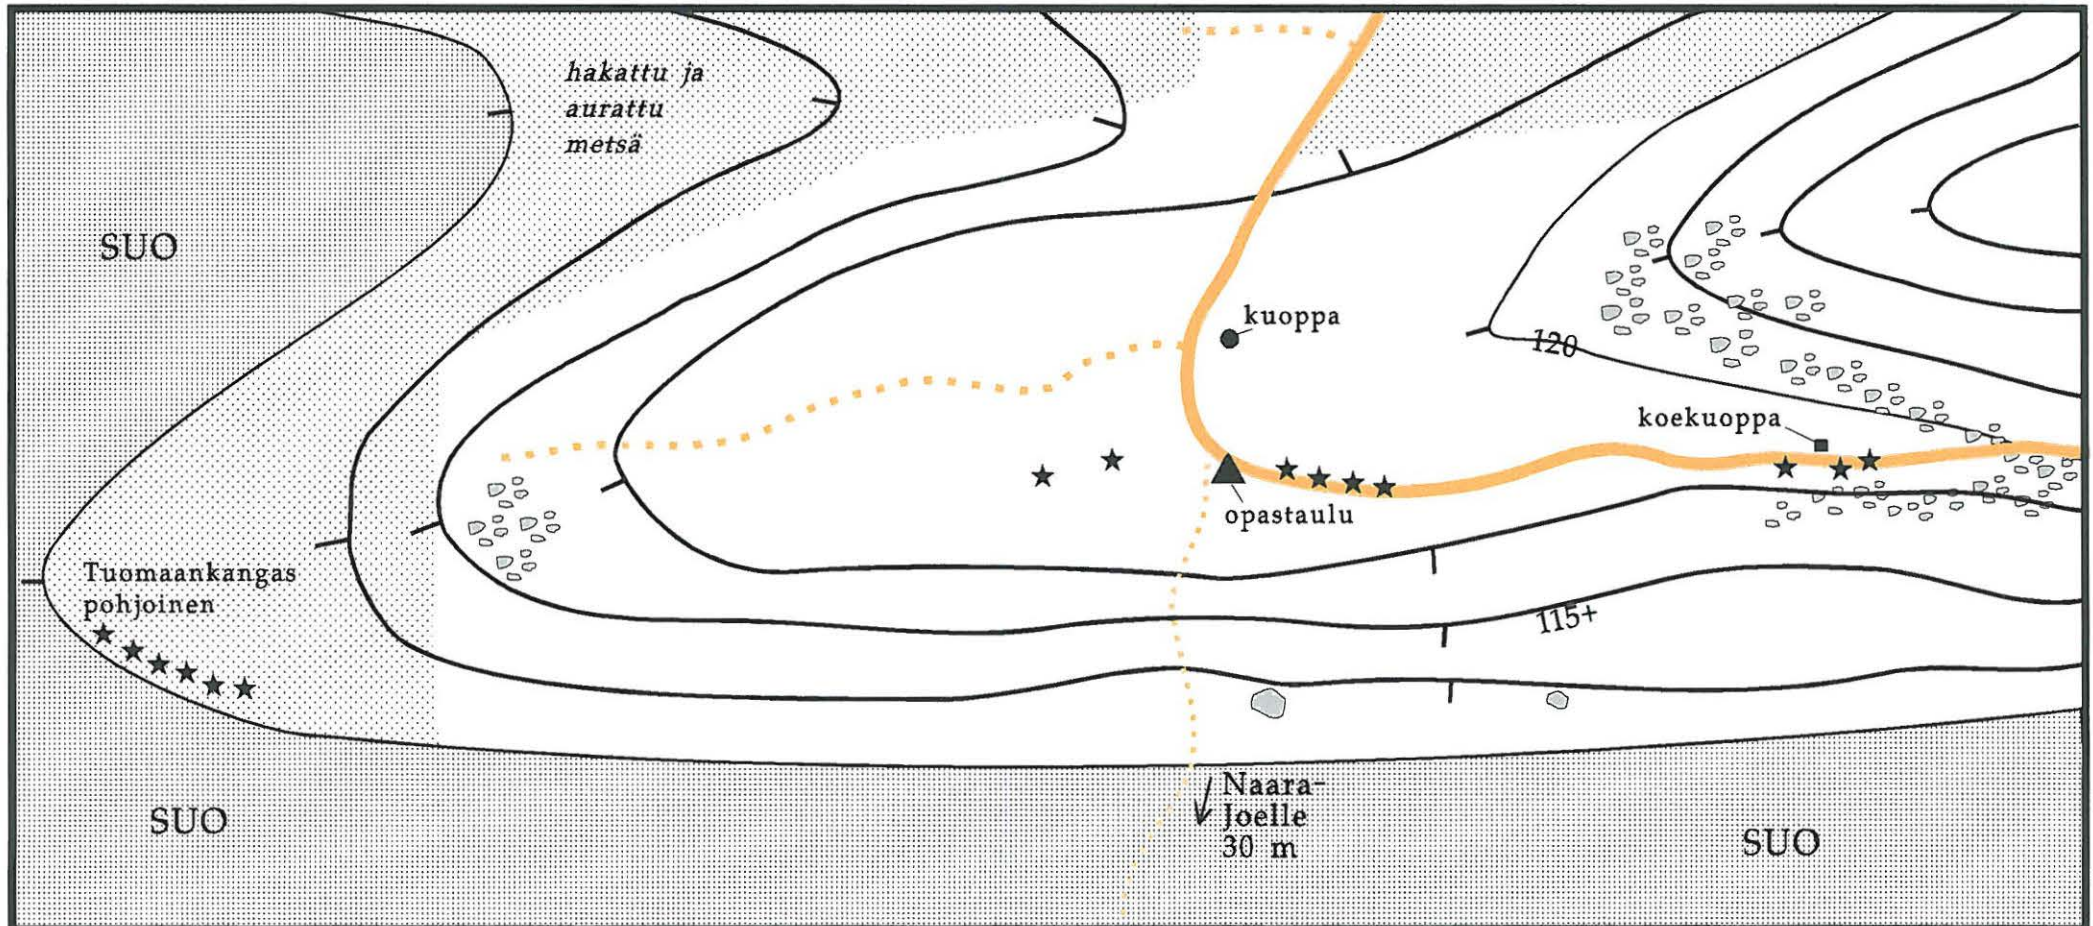 hakattu ja
aurattu
metsä
SUO
kuoppa
120
koekuoppa
opastaulu
Tuomaankangas
pohjoinen
115+
SUO
Naara-
Joelle
30 m
SUO